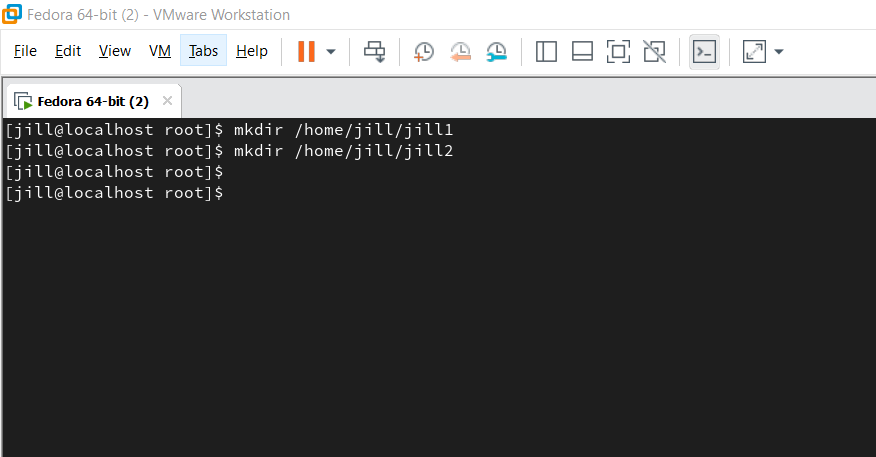 Fedora 64-bit (2) - VMware Workstation
File Edit View VM Tabs Help
Fedora 64-bit (2)
[jill@localhost root]$ mkdir /home/jill/jill1
[jill@localhost root]$ mkdir /home/jill/jill2
[jill@localhost root]$
[jill@localhost root]$